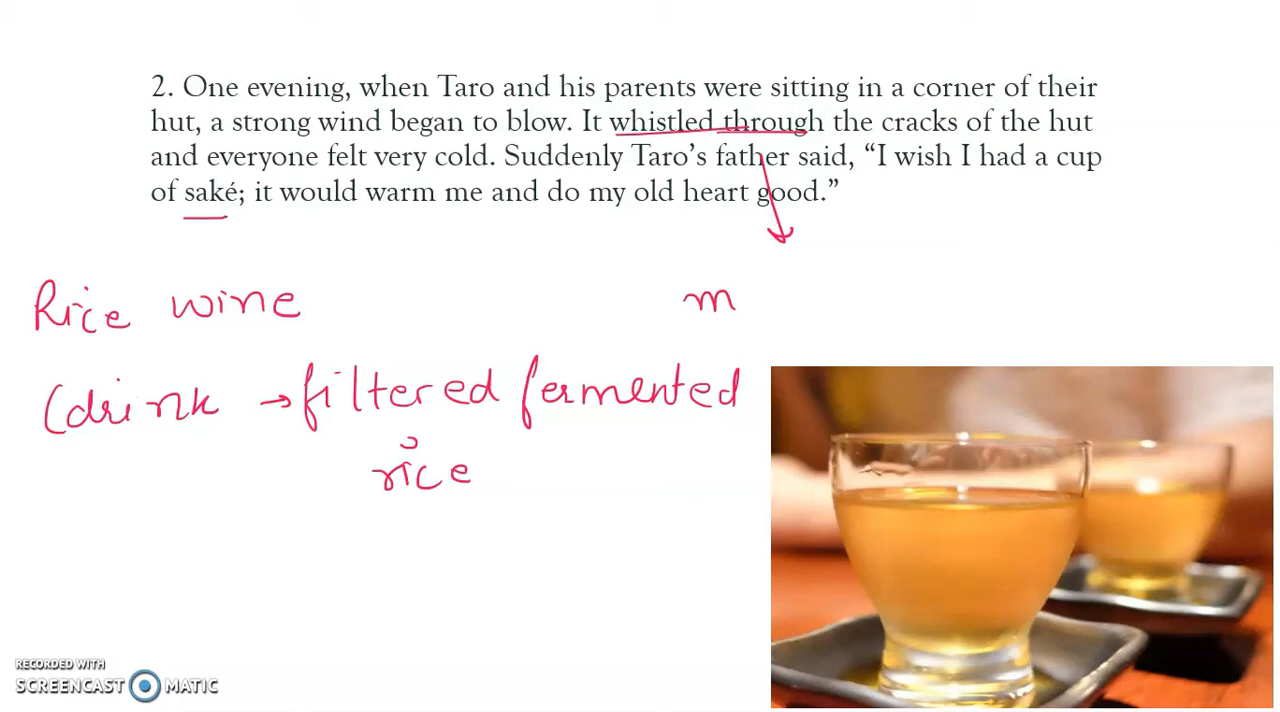 2. One evening, when Taro and his parents were sitting in a corner of their
hut, a strong wind began to blow. It whistled through the cracks of the hut
and everyone felt very cold. Suddenly Taro’s father said, “I wish I had a cup
of saké; it would warm me and do my old heart good.”
Rice wine
m
(drink → filtered fermented
rice
RECORDED WITH
SCREENCAST MATIC